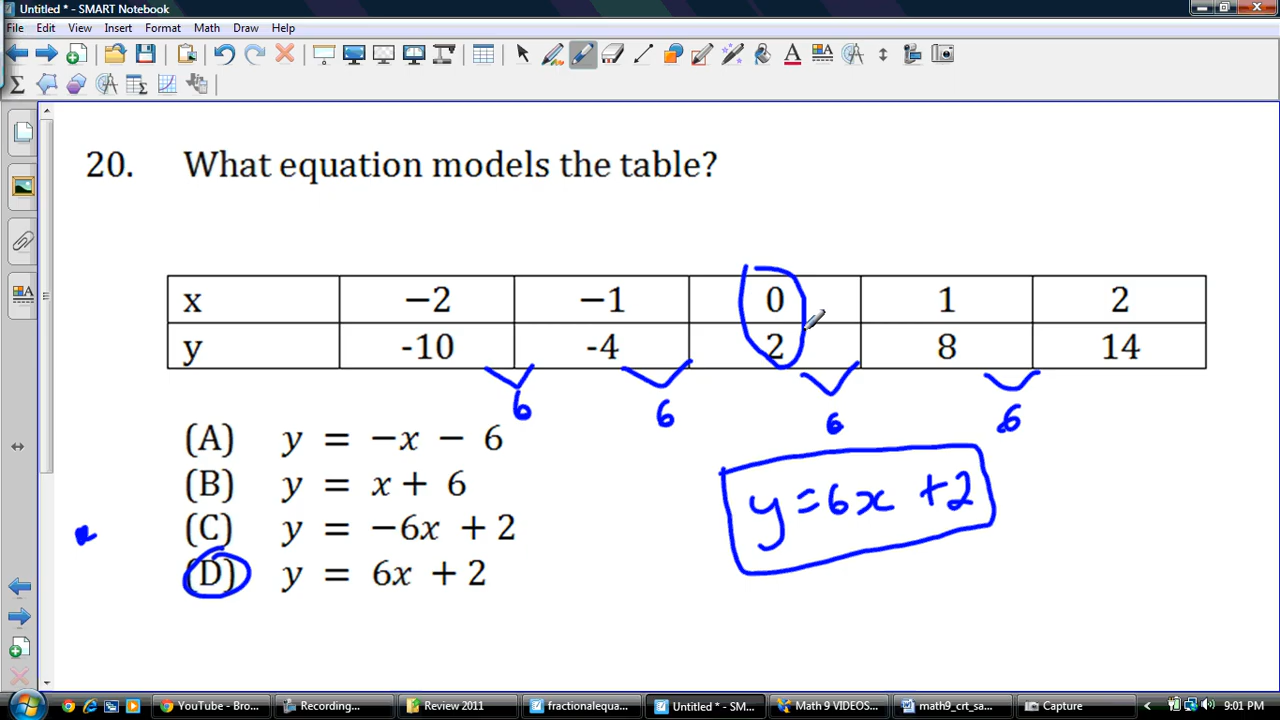 Untitled * - SMART Notebook
File Edit View Insert Format Math Draw Help
20. What equation models the table?
x −2 −1 0 1 2
y -10 -4 2 8 14
6 6 6 6
(A) y = −x − 6
(B) y = x + 6
(C) y = −6x + 2
(D) y = 6x + 2
y = 6x + 2
YouTube - Bro... Recording... Review 2011 fractionalequa... Untitled * - SM... Math 9 VIDEOS... math9_crt_sa... Capture 9:01 PM